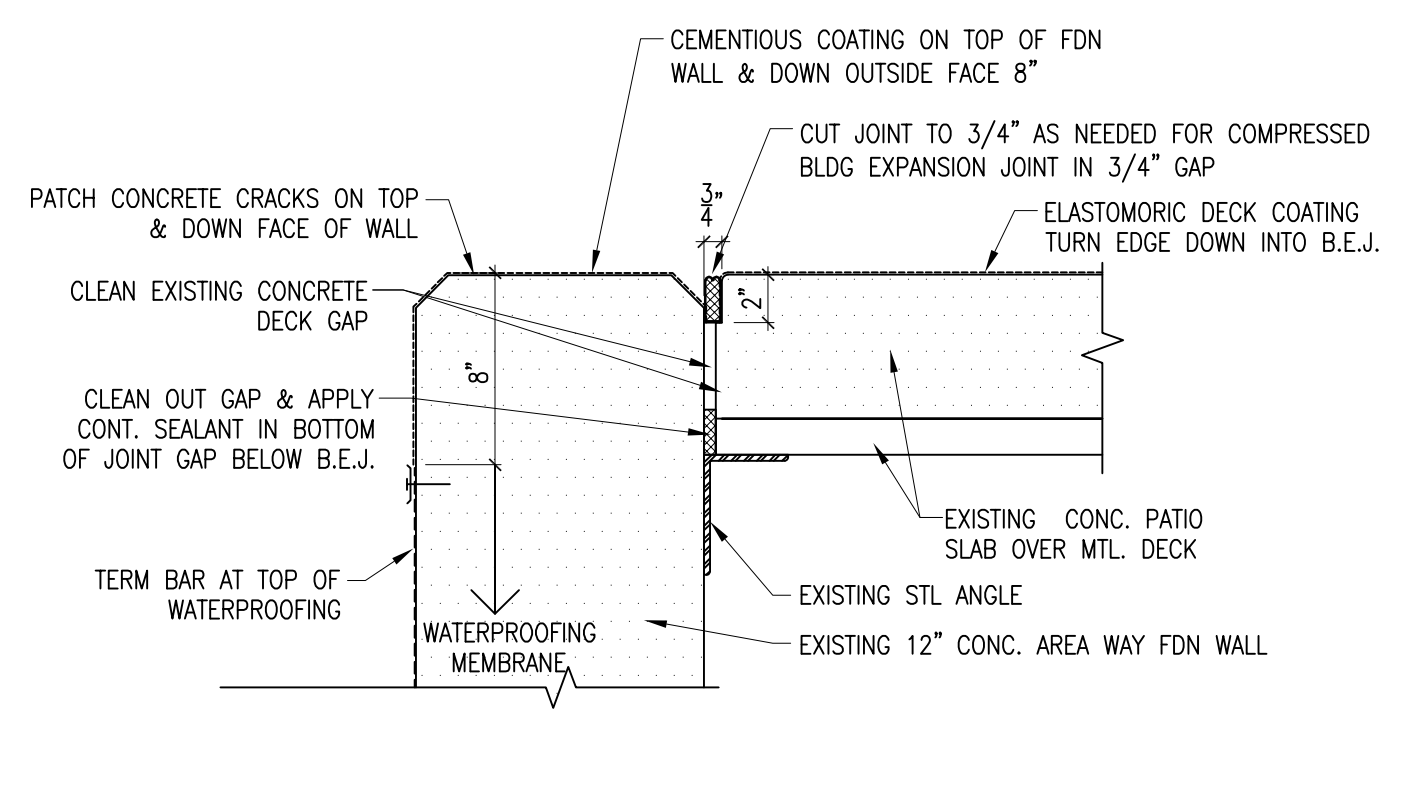 CEMENTIOUS COATING ON TOP OF FDN
WALL & DOWN OUTSIDE FACE 8"
CUT JOINT TO 3/4" AS NEEDED FOR COMPRESSED
BLDG EXPANSION JOINT IN 3/4" GAP
PATCH CONCRETE CRACKS ON TOP
& DOWN FACE OF WALL
3/4"
ELASTOMORIC DECK COATING
TURN EDGE DOWN INTO B.E.J.
CLEAN EXISTING CONCRETE
DECK GAP
2"
8"
CLEAN OUT GAP & APPLY
CONT. SEALANT IN BOTTOM
OF JOINT GAP BELOW B.E.J.
EXISTING CONC. PATIO
SLAB OVER MTL. DECK
TERM BAR AT TOP OF
WATERPROOFING
EXISTING STL ANGLE
WATERPROOFING
MEMBRANE
EXISTING 12" CONC. AREA WAY FDN WALL